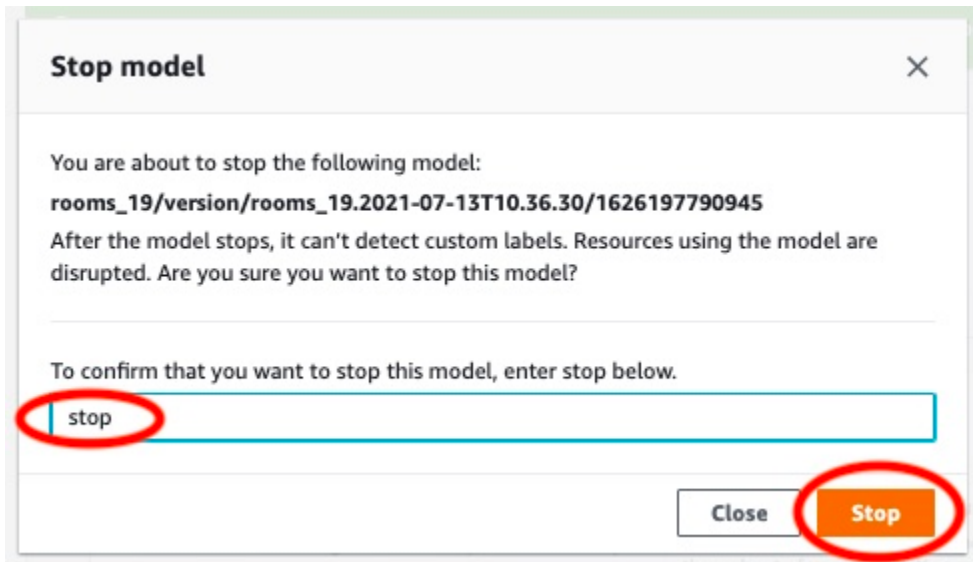 Stop model
You are about to stop the following model:
rooms_19/version/rooms_19.2021-07-13T10.36.30/1626197790945
After the model stops, it can't detect custom labels. Resources using the model are
disrupted. Are you sure you want to stop this model?
To confirm that you want to stop this model, enter stop below.
stop
Close Stop